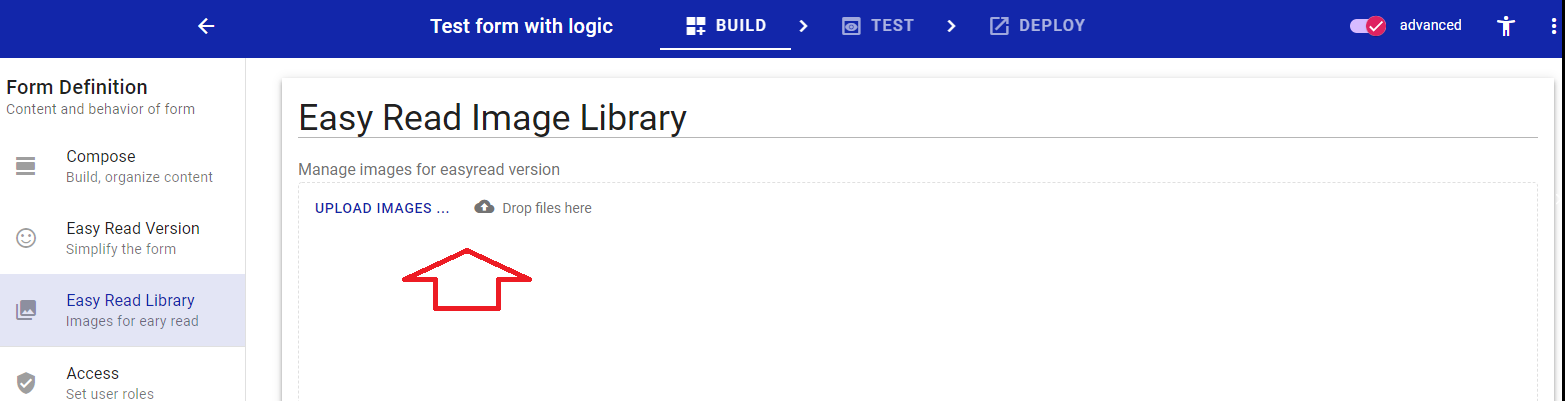 Test form with logic
BUILD
TEST
DEPLOY
advanced
Form Definition
Content and behavior of form
Compose
Build, organize content
Easy Read Version
Simplify the form
Easy Read Library
Images for eary read
Access
Set user roles
Easy Read Image Library
Manage images for easyread version
UPLOAD IMAGES ...
Drop files here